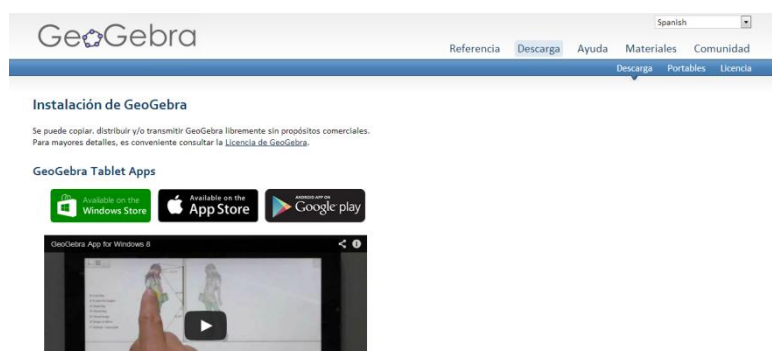 Spanish
GeoGebra
Referencia Descarga Ayuda Materiales Comunidad
Descarga Portables Licencia
Instalación de GeoGebra
Se puede copiar, distribuir y/o transmitir GeoGebra libremente sin propósitos comerciales.
Para mayores detalles, es conveniente consultar la Licencia de GeoGebra.
GeoGebra Tablet Apps
Available on the
Windows Store
Available on the
App Store
ANDROID APP ON
Google play
GeoGebra App for Windows 8